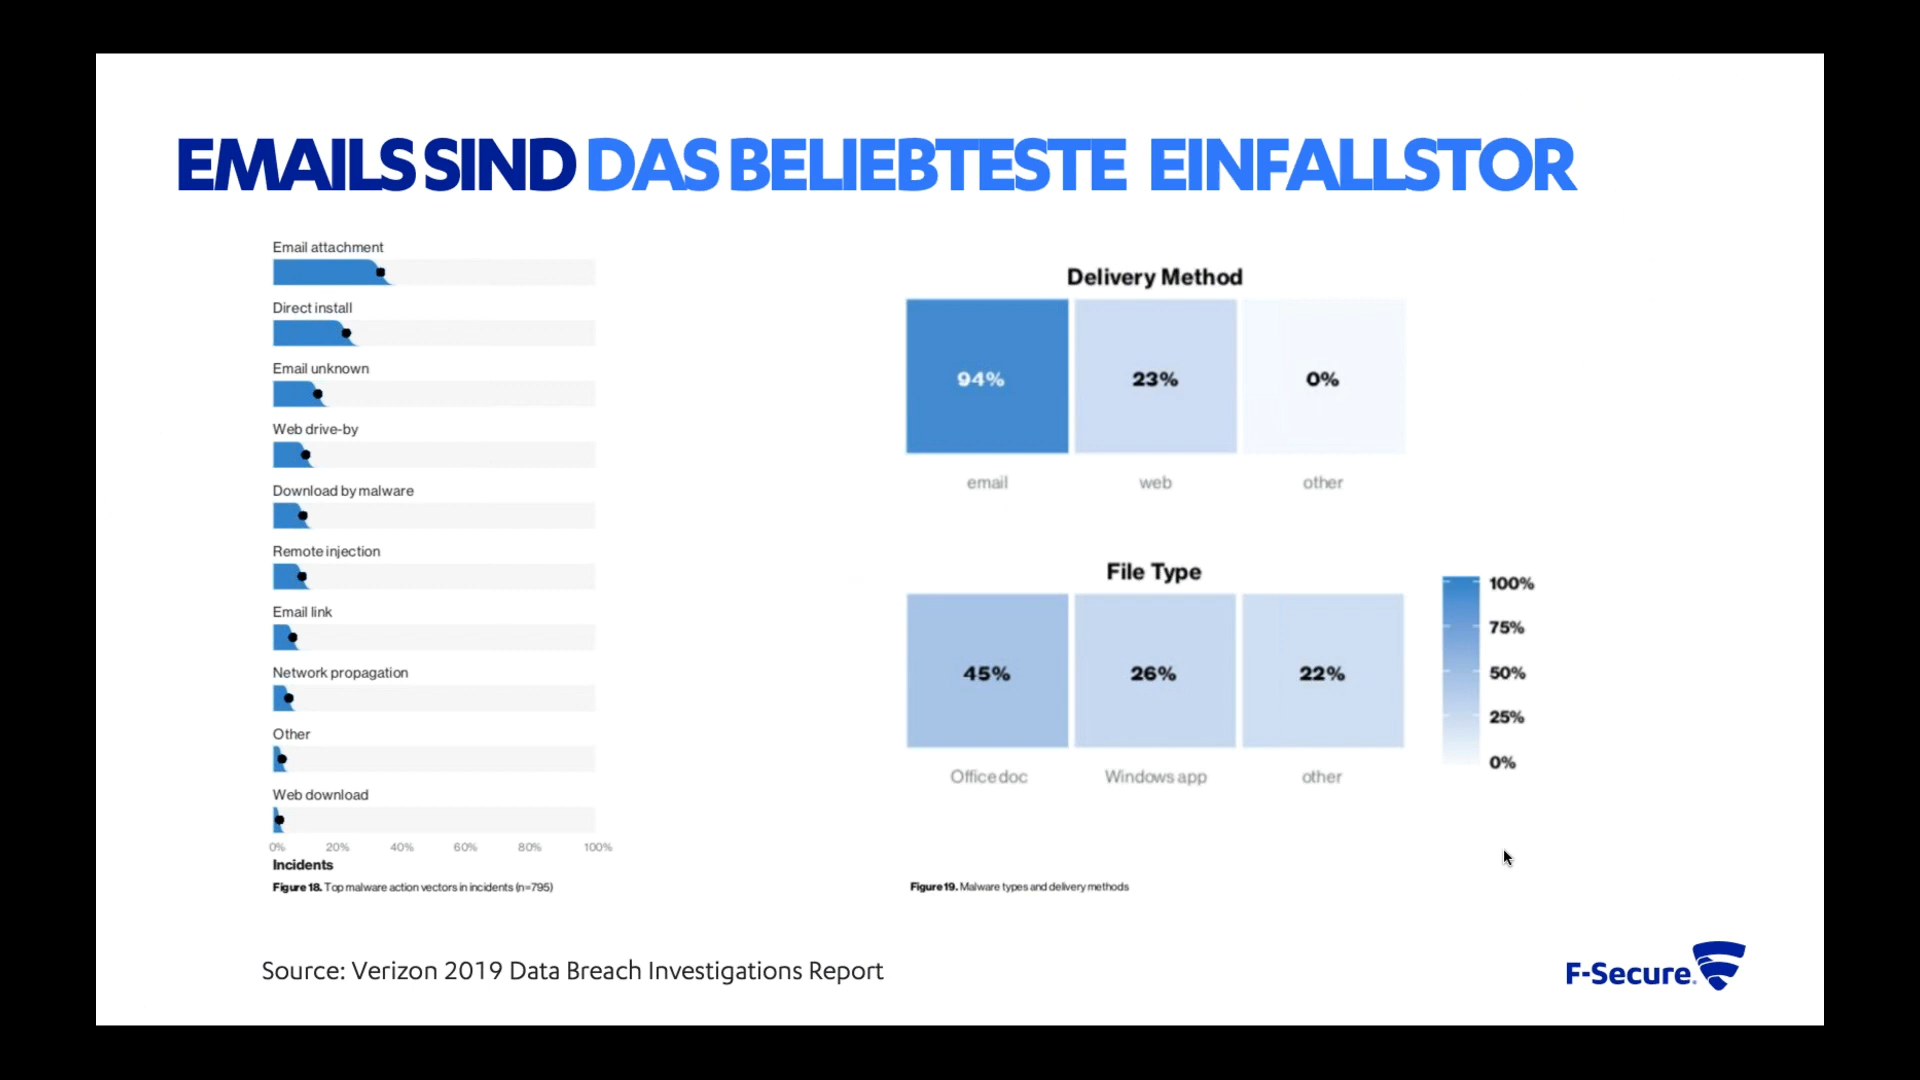 EMAILS SIND DAS BELIEBTESTE EINFALLSTOR
Email attachment
Direct install
Email unknown
Web drive-by
Download by malware
Remote injection
Email link
Network propagation
Other
Web download
0% 20% 40% 60% 80% 100%
Incidents
Figure 18. Top malware action vectors in incidents (n=795)
Delivery Method
94% 23% 0%
email web other
File Type
45% 26% 22%
Office doc Windows app other
100%
75%
50%
25%
0%
Figure 19. Malware types and delivery methods
Source: Verizon 2019 Data Breach Investigations Report
F-Secure.